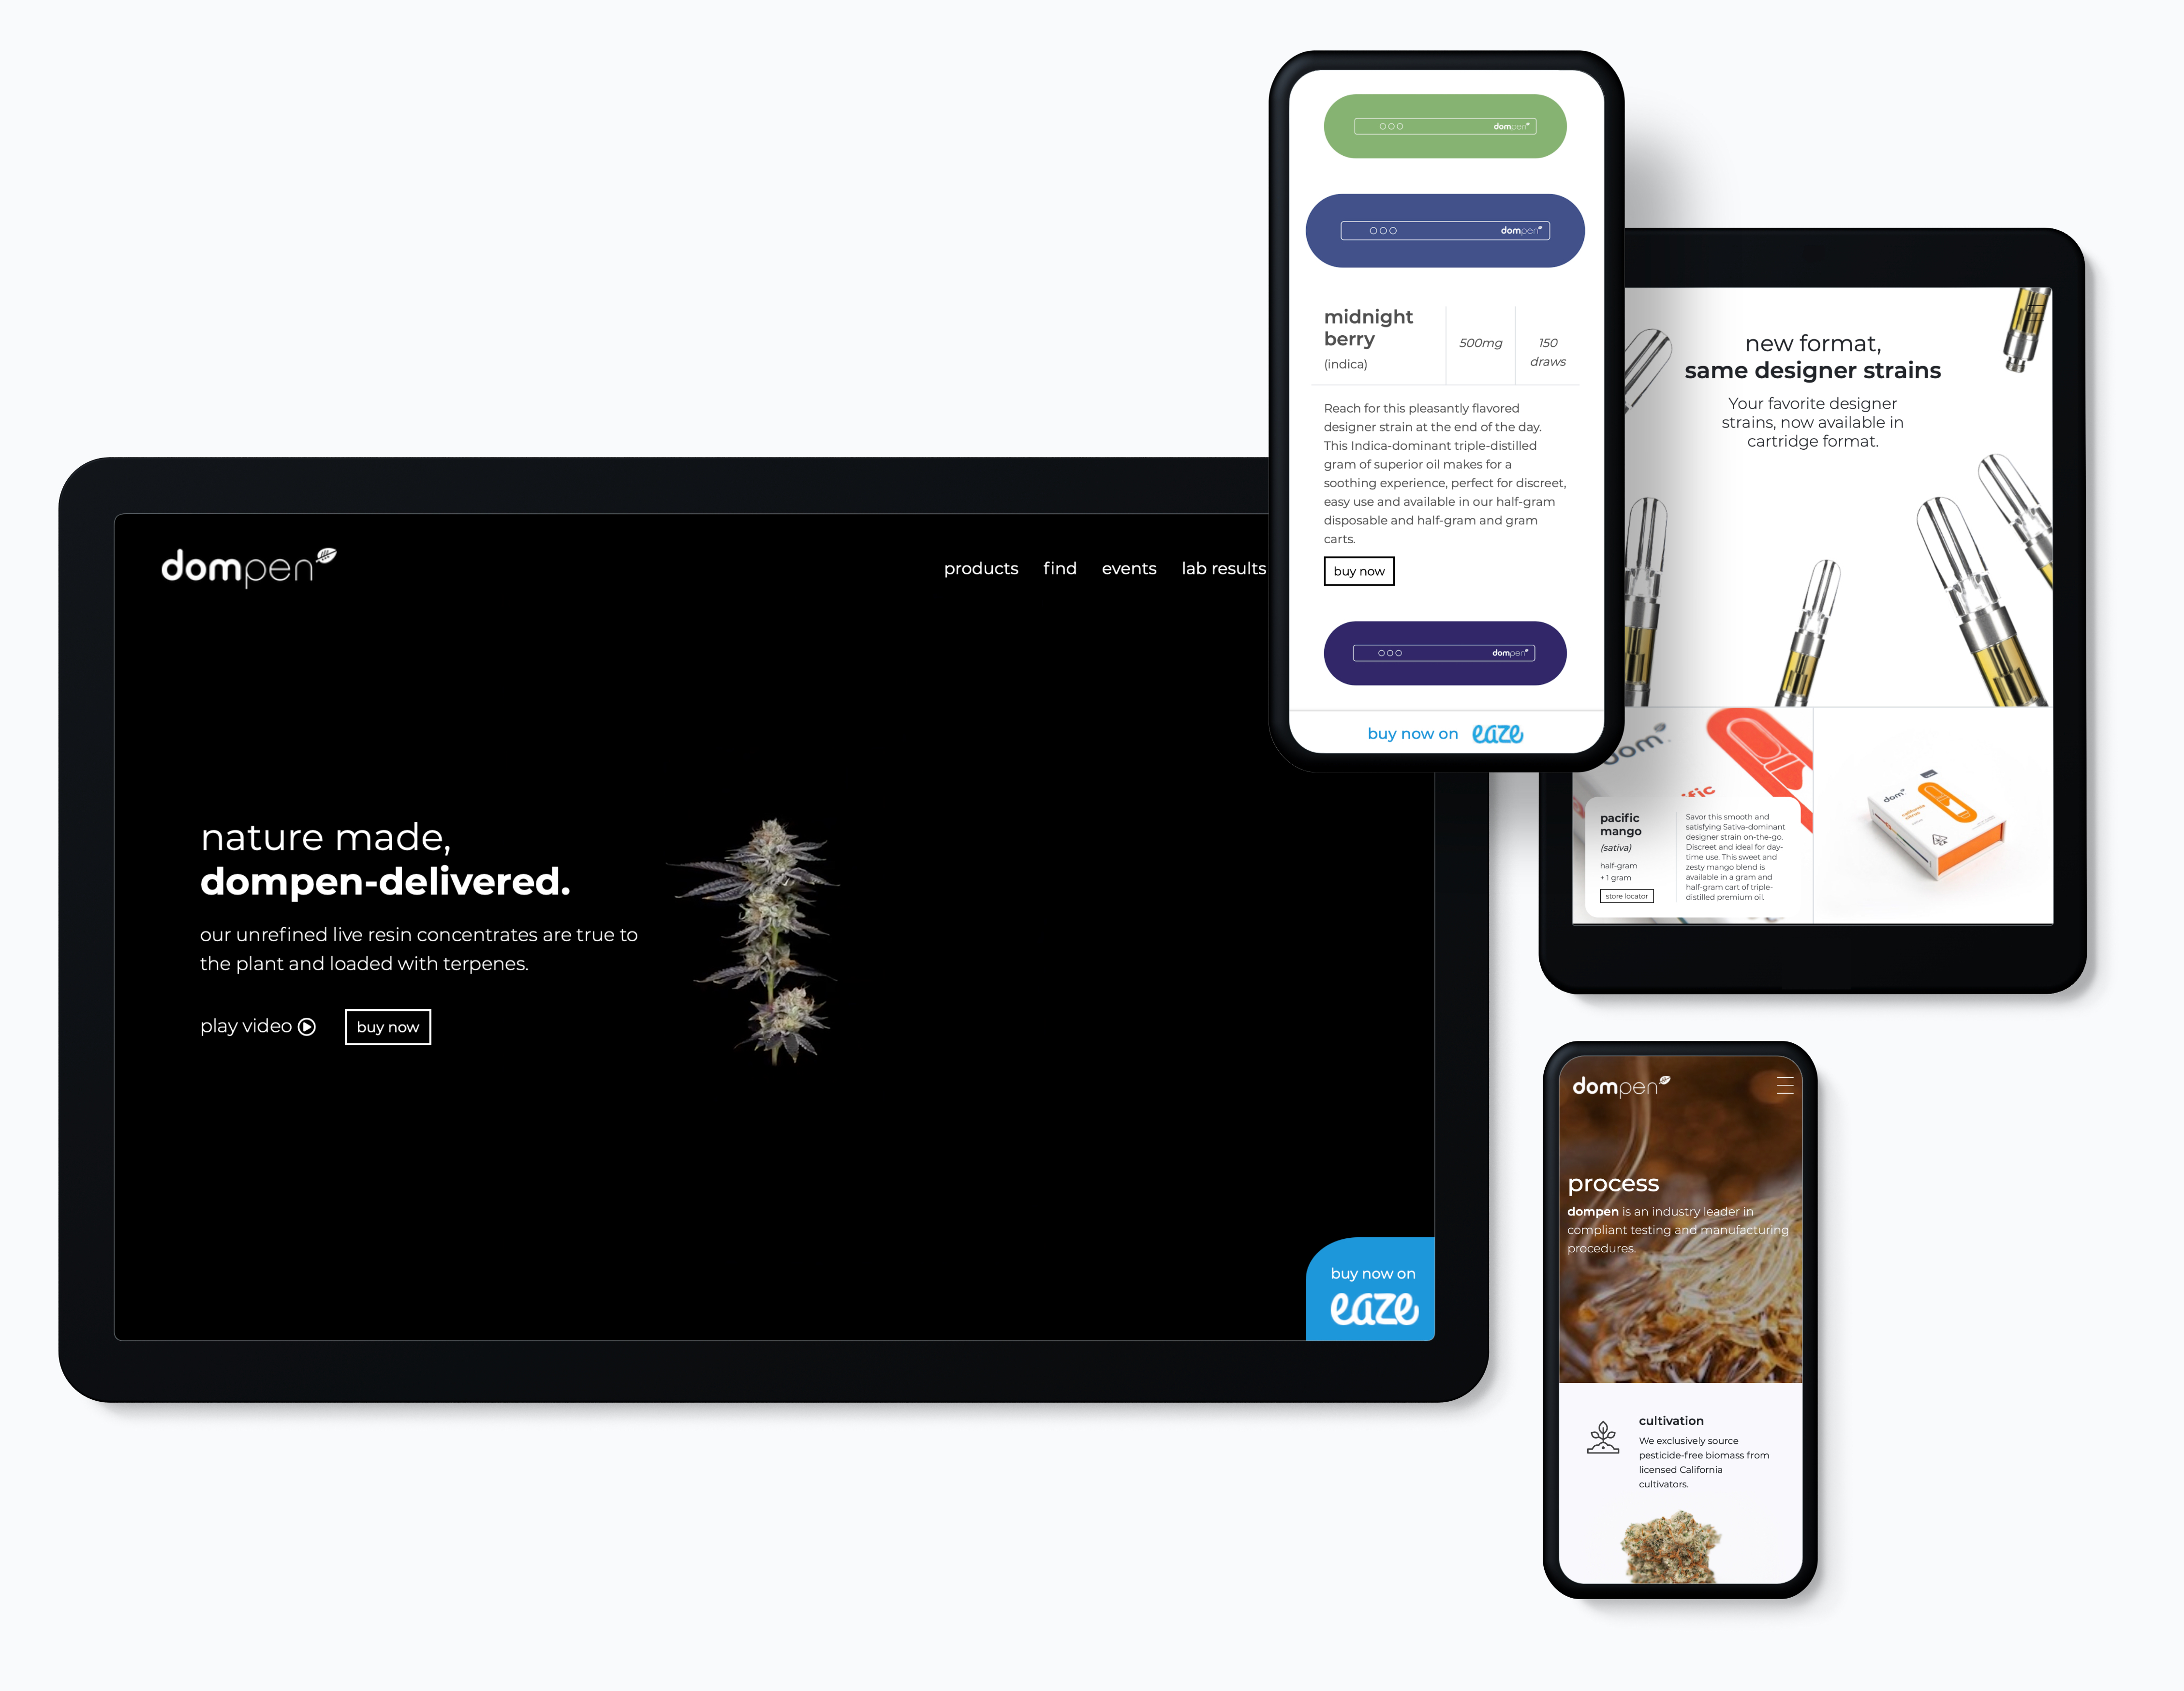 dompen
products find events lab results
nature made,
dompen-delivered.
our unrefined live resin concentrates are true to
the plant and loaded with terpenes.
play video
buy now
buy now on
eaze
dompen
dompen
midnight
berry
(indica)
500mg
150
draws
Reach for this pleasantly flavored
designer strain at the end of the day.
This Indica-dominant triple-distilled
gram of superior oil makes for a
soothing experience, perfect for discreet,
easy use and available in our half-gram
disposable and half-gram and gram
carts.
buy now
dompen
buy now on eaze
new format,
same designer strains
Your favorite designer
strains, now available in
cartridge format.
dom
pacific
mango
(sativa)
half-gram
+ 1 gram
store locator
Savor this smooth and
satisfying Sativa-dominant
designer strain on-the-go.
Discreet and ideal for day-
time use. This sweet and
zesty mango blend is
available in a gram and
half-gram cart of triple-
distilled premium oil.
dom
dompen
process
dompen is an industry leader in
compliant testing and manufacturing
procedures.
cultivation
We exclusively source
pesticide-free biomass from
licensed California
cultivators.